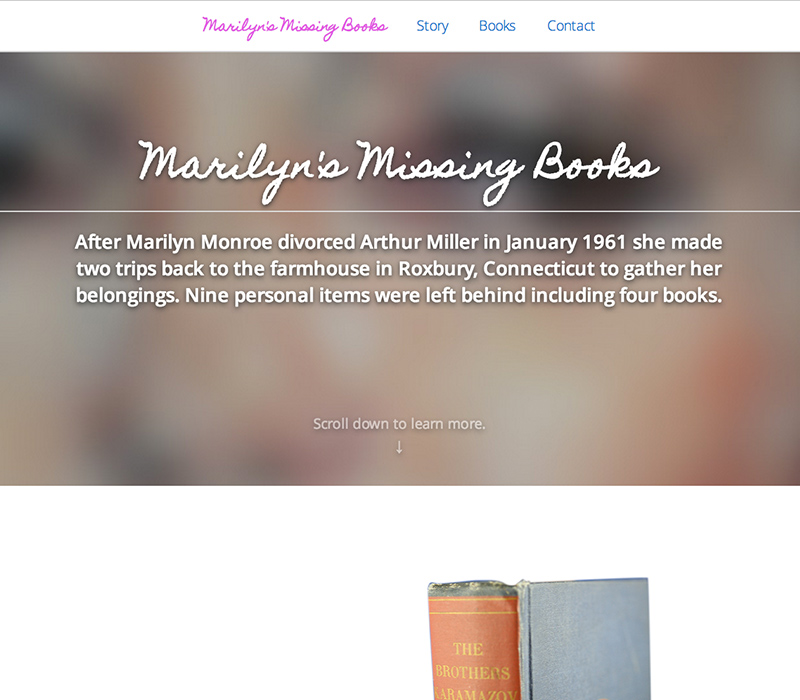 Marilyn's Missing Books Story Books Contact
Marilyn's Missing Books
After Marilyn Monroe divorced Arthur Miller in January 1961 she made
two trips back to the farmhouse in Roxbury, Connecticut to gather her
belongings. Nine personal items were left behind including four books.
Scroll down to learn more.
↓
THE
BROTHERS
KARAMAZOV